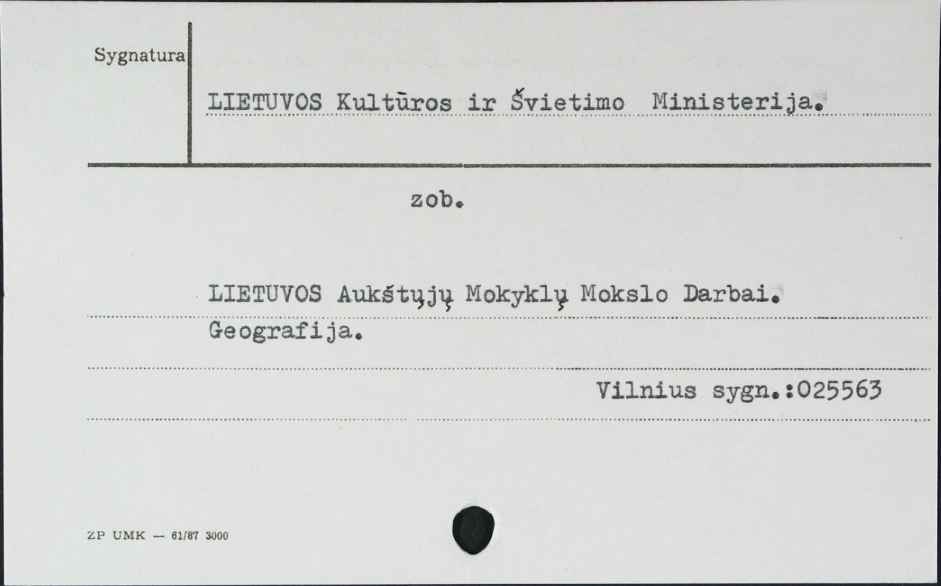 Sygnatura
LIETUVOS Kultūros ir Švietimo Ministerija.
zob.
LIETUVOS Aukštųjų Mokyklų Mokslo Darbai.
Geografija.
Vilnius sygn.:025563
ZP UMK — 61/87 3000